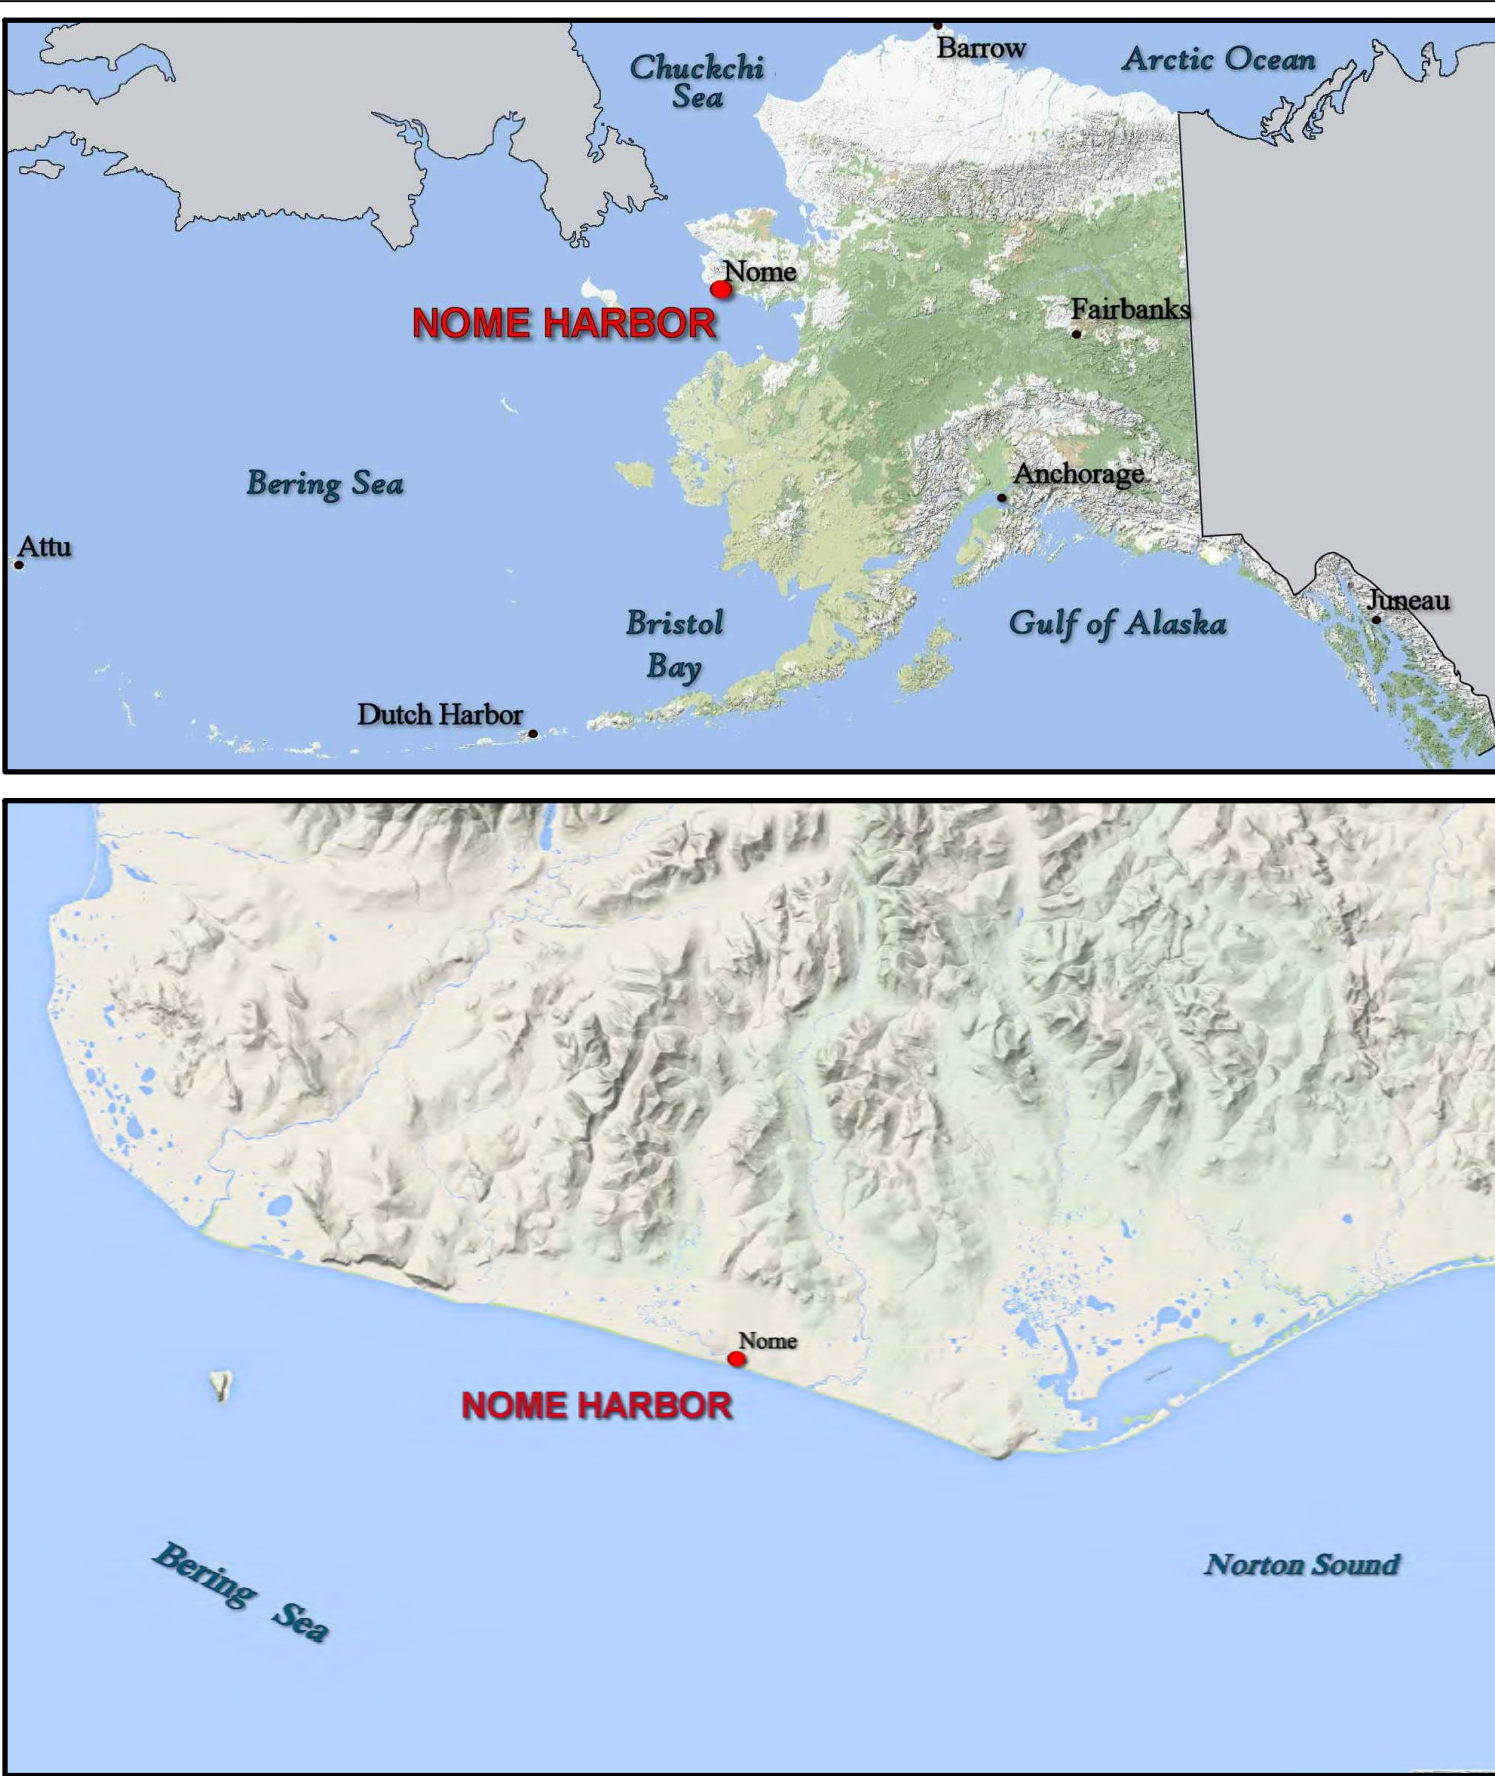 Chuckchi
Sea
Barrow
Arctic Ocean
Nome
NOME HARBOR
Fairbanks
Bering Sea
Anchorage
Attu
Bristol
Bay
Gulf of Alaska
Juneau
Dutch Harbor
Nome
NOME HARBOR
Bering Sea
Norton Sound